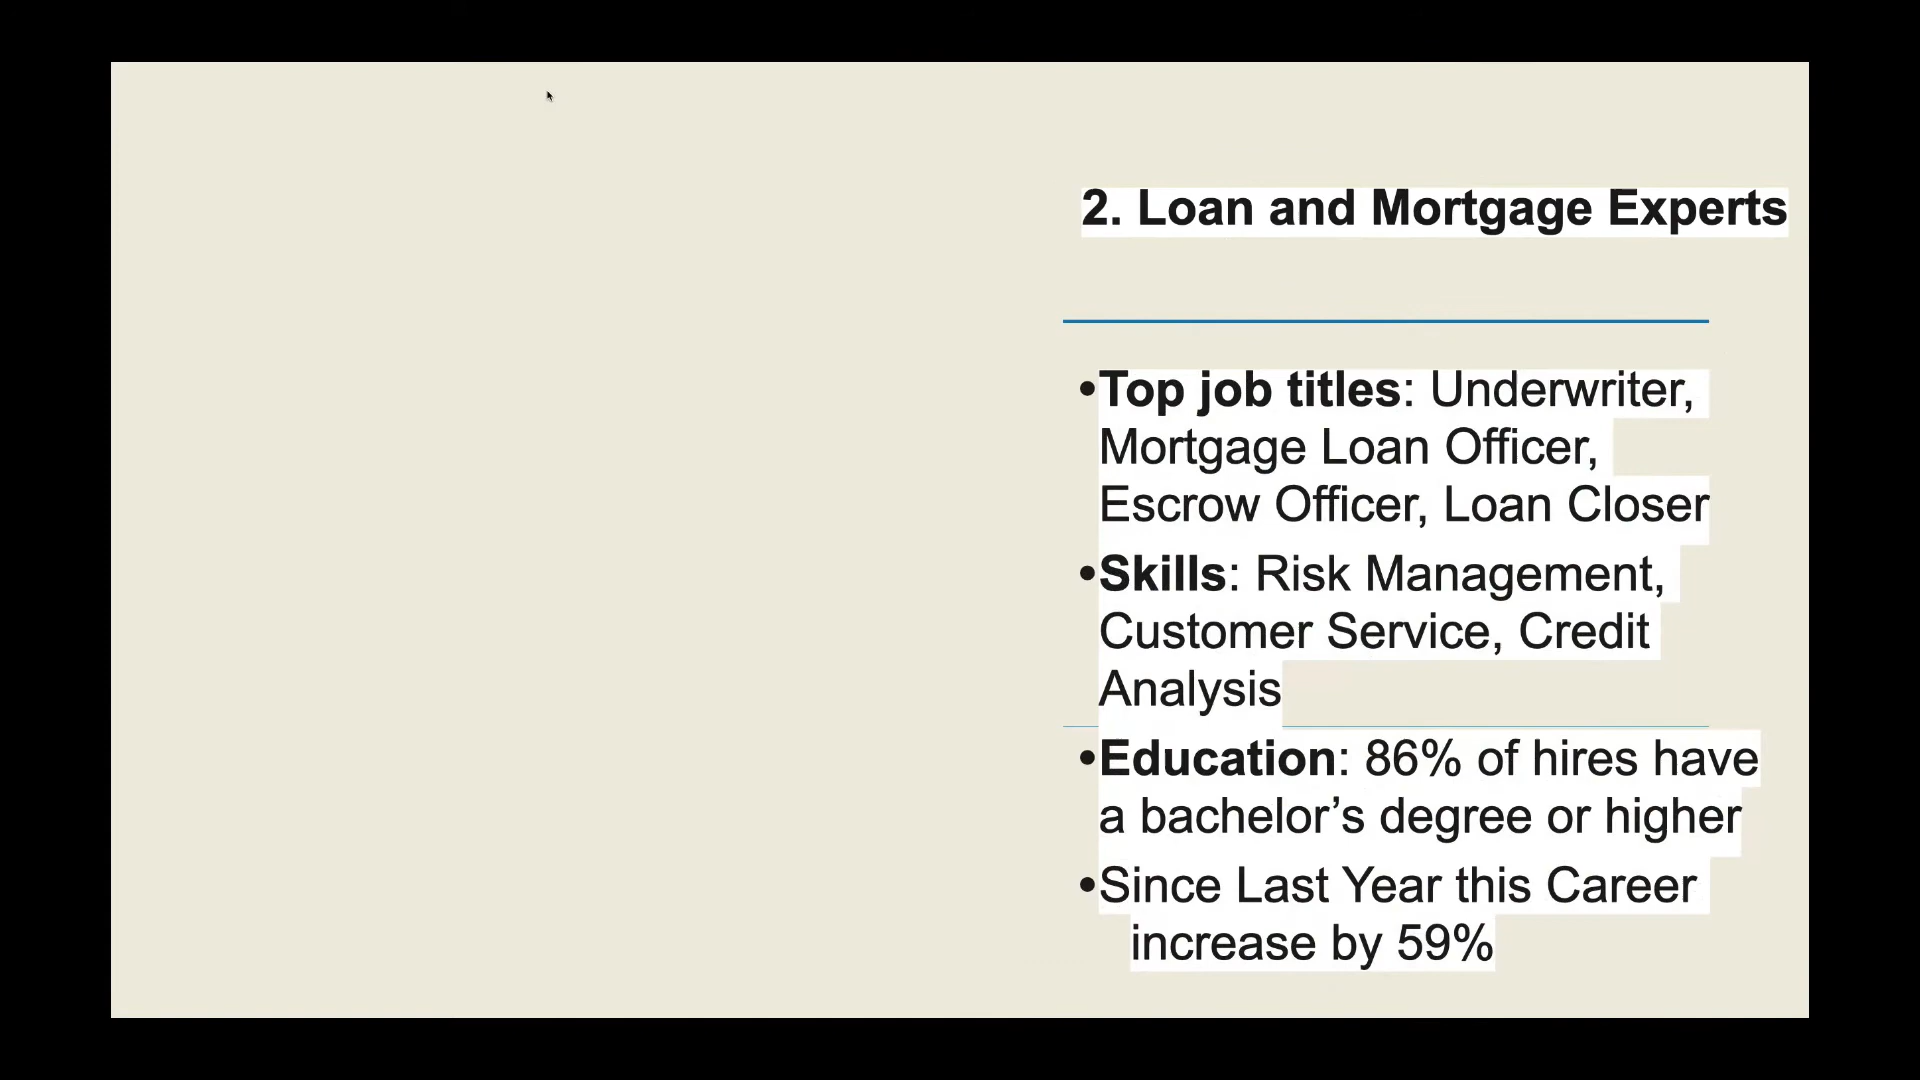 2. Loan and Mortgage Experts
•Top job titles: Underwriter,
Mortgage Loan Officer,
Escrow Officer, Loan Closer
•Skills: Risk Management,
Customer Service, Credit
Analysis
•Education: 86% of hires have
a bachelor’s degree or higher
•Since Last Year this Career
increase by 59%